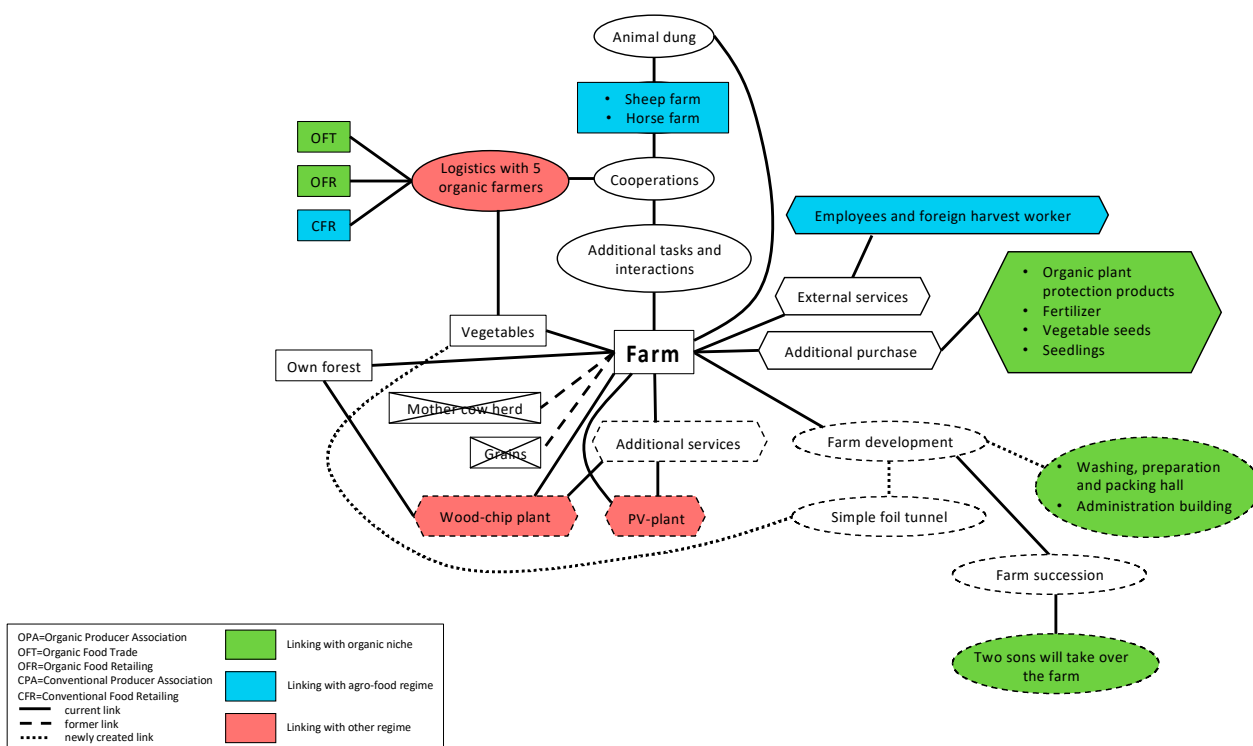 Animal dung
• Sheep farm
• Horse farm
OFT
OFR
CFR
Logistics with 5
organic farmers
Cooperations
Employees and foreign harvest worker
Additional tasks and
interactions
• Organic plant
protection products
• Fertilizer
• Vegetable seeds
• Seedlings
External services
Vegetables
Farm
Additional purchase
Own forest
Mother cow herd
Grains
Additional services
Farm development
• Washing, preparation
and packing hall
• Administration building
Wood-chip plant
PV-plant
Simple foil tunnel
Farm succession
Two sons will take over
the farm
OPA=Organic Producer Association
OFT=Organic Food Trade
OFR=Organic Food Retailing
CPA=Conventional Producer Association
CFR=Conventional Food Retailing
current link
former link
newly created link
Linking with organic niche
Linking with agro-food regime
Linking with other regime